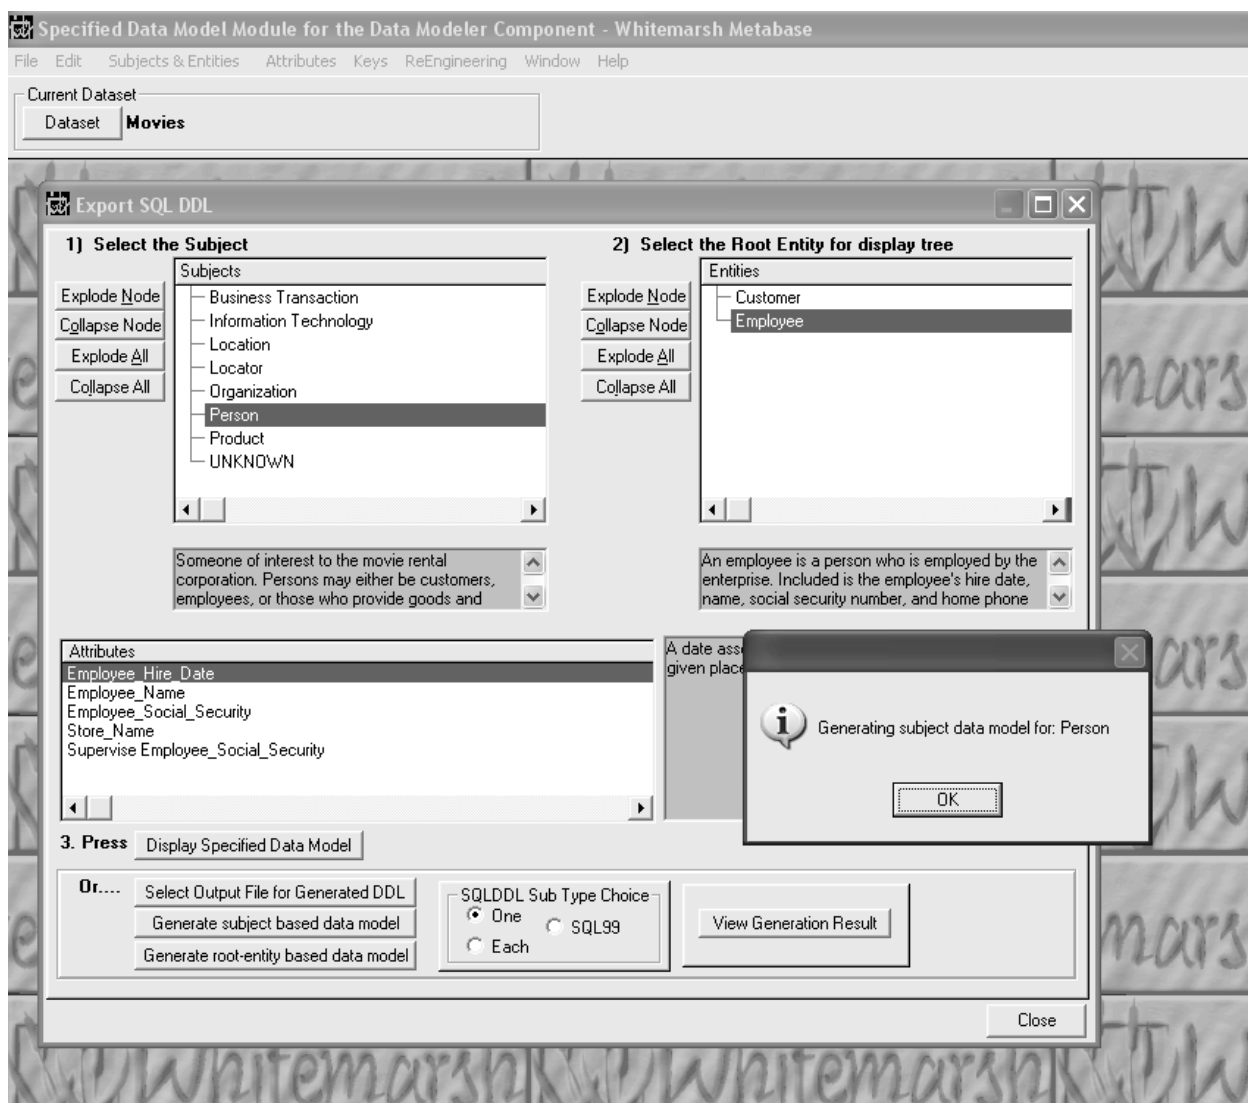 Specified Data Model Module for the Data Modeler Component - Whitemarsh Metabase
File Edit Subjects & Entities Attributes Keys ReEngineering Window Help
Current Dataset
Dataset Movies
Export SQL DDL
1) Select the Subject
2) Select the Root Entity for display tree
Explode Node
Collapse Node
Explode All
Collapse All
Subjects
Business Transaction
Information Technology
Location
Locator
Organization
Person
Product
UNKNOWN
Explode Node
Collapse Node
Explode All
Collapse All
Entities
Customer
Employee
Someone of interest to the movie rental
corporation. Persons may either be customers,
employees, or those who provide goods and
An employee is a person who is employed by the
enterprise. Included is the employee's hire date,
name, social security number, and home phone
Attributes
Employee_Hire_Date
Employee_Name
Employee_Social_Security
Store_Name
Supervise Employee_Social_Security
A date
given place
Generating subject data model for: Person
OK
3. Press Display Specified Data Model
Or....
Select Output File for Generated DDL
Generate subject based data model
Generate root-entity based data model
SQLDDL Sub Type Choice
One
SQL99
Each
View Generation Result
Close
Whitemarsh Whitemarsh